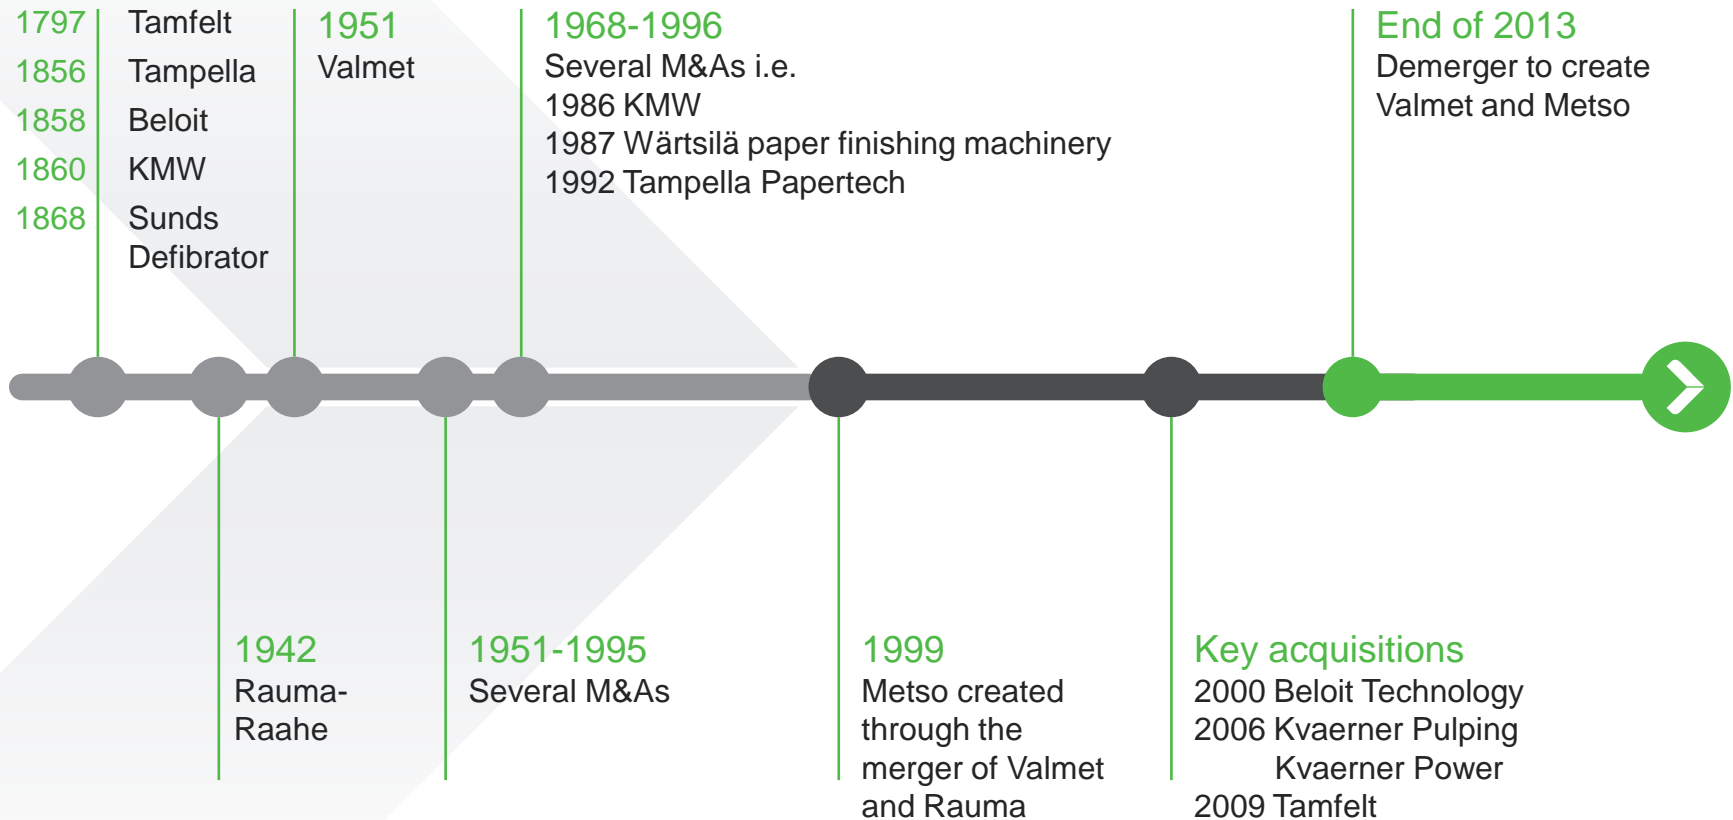 1797 Tamfelt
1856 Tampella
1858 Beloit
1860 KMW
1868 Sunds
Defibrator
1951
Valmet
1968-1996
Several M&As i.e.
1986 KMW
1987 Wärtsilä paper finishing machinery
1992 Tampella Papertech
End of 2013
Demerger to create
Valmet and Metso
1942
Rauma-
Raahe
1951-1995
Several M&As
1999
Metso created
through the
merger of Valmet
and Rauma
Key acquisitions
2000 Beloit Technology
2006 Kvaerner Pulping
Kvaerner Power
2009 Tamfelt